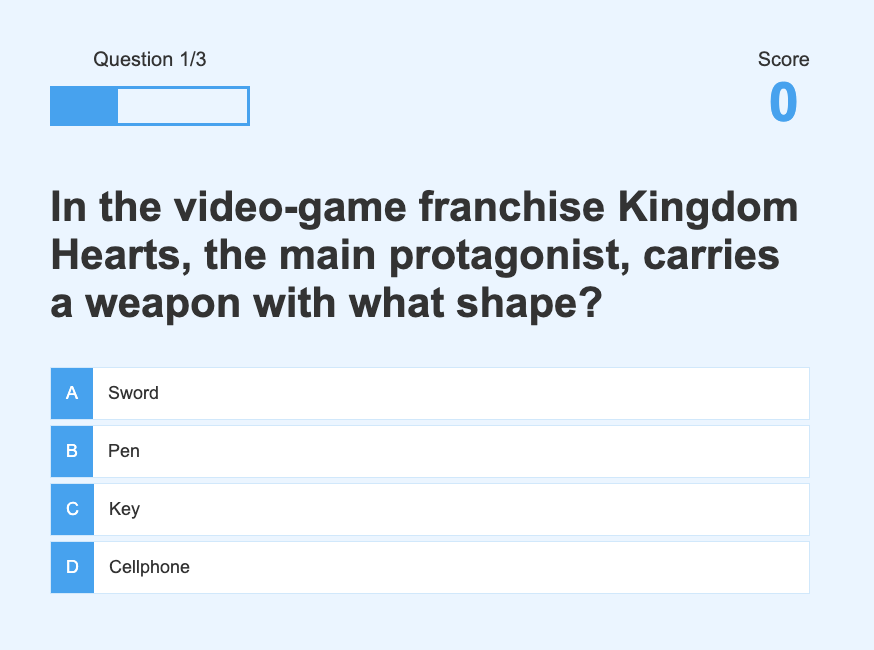 Question 1/3
Score
0
In the video-game franchise Kingdom
Hearts, the main protagonist, carries
a weapon with what shape?
A Sword
B Pen
C Key
D Cellphone